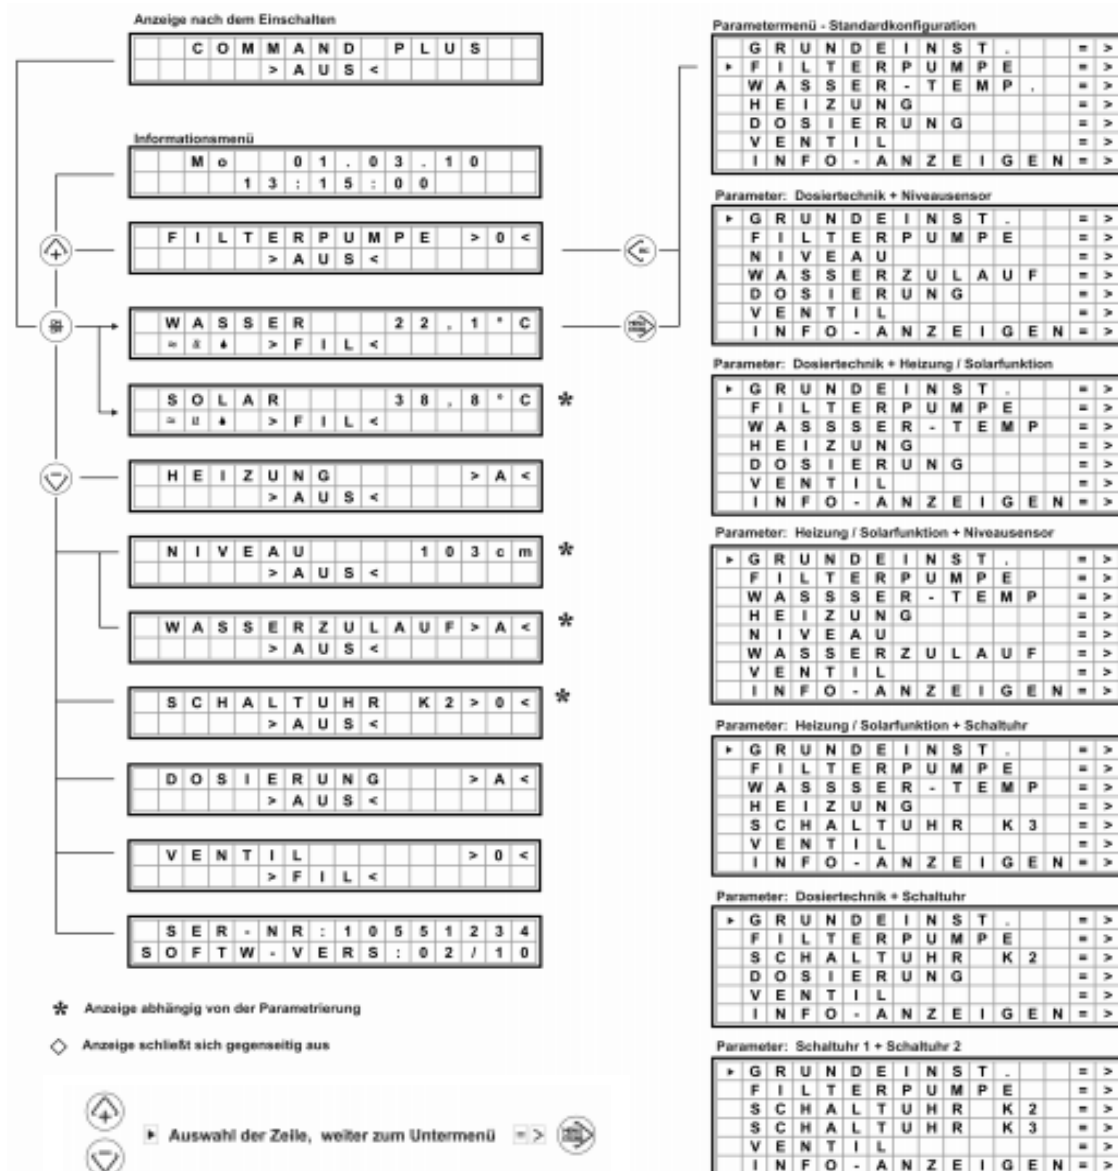 Anzeige nach dem Einschalten
COMMAND PLUS
>AUS<
Informationsmenü
Mo 01.03.10
13:15:00
FILTERPUMPE >0<
>AUS<
WASSER 22,1°C
>FIL<
SOLAR 38,8°C *
>FIL<
HEIZUNG >A<
>AUS<
NIVEAU 103cm *
>AUS<
WASSERZULAUF>A< *
>AUS<
SCHALTUHR K2>0< *
>AUS<
DOSIERUNG >A<
>AUS<
VENTIL >0<
>FIL<
SER-NR:10551234
SOFTW-VERS:02/10
* Anzeige abhängig von der Parametrierung
◇ Anzeige schließt sich gegenseitig aus
▸ Auswahl der Zeile, weiter zum Untermenü =>
Parametermenü - Standardkonfiguration
GRUNDEINST. =>
▸FILTERPUMPE =>
WASSER-TEMP. =>
HEIZUNG =>
DOSIERUNG =>
VENTIL =>
INFO-ANZEIGEN=>
Parameter: Dosiertechnik + Niveausensor
▸GRUNDEINST. =>
FILTERPUMPE =>
NIVEAU =>
WASSERZULAUF =>
DOSIERUNG =>
VENTIL =>
INFO-ANZEIGEN=>
Parameter: Dosiertechnik + Heizung / Solarfunktion
▸GRUNDEINST. =>
FILTERPUMPE =>
WASSSER-TEMP =>
HEIZUNG =>
DOSIERUNG =>
VENTIL =>
INFO-ANZEIGEN=>
Parameter: Heizung / Solarfunktion + Niveausensor
▸GRUNDEINST. =>
FILTERPUMPE =>
WASSSER-TEMP =>
HEIZUNG =>
NIVEAU =>
WASSERZULAUF =>
VENTIL =>
INFO-ANZEIGEN=>
Parameter: Heizung / Solarfunktion + Schaltuhr
▸GRUNDEINST. =>
FILTERPUMPE =>
WASSSER-TEMP =>
HEIZUNG =>
SCHALTUHR K3 =>
VENTIL =>
INFO-ANZEIGEN=>
Parameter: Dosiertechnik + Schaltuhr
▸GRUNDEINST. =>
FILTERPUMPE =>
SCHALTUHR K2 =>
DOSIERUNG =>
VENTIL =>
INFO-ANZEIGEN=>
Parameter: Schaltuhr 1 + Schaltuhr 2
▸GRUNDEINST. =>
FILTERPUMPE =>
SCHALTUHR K2 =>
SCHALTUHR K3 =>
VENTIL =>
INFO-ANZEIGEN=>